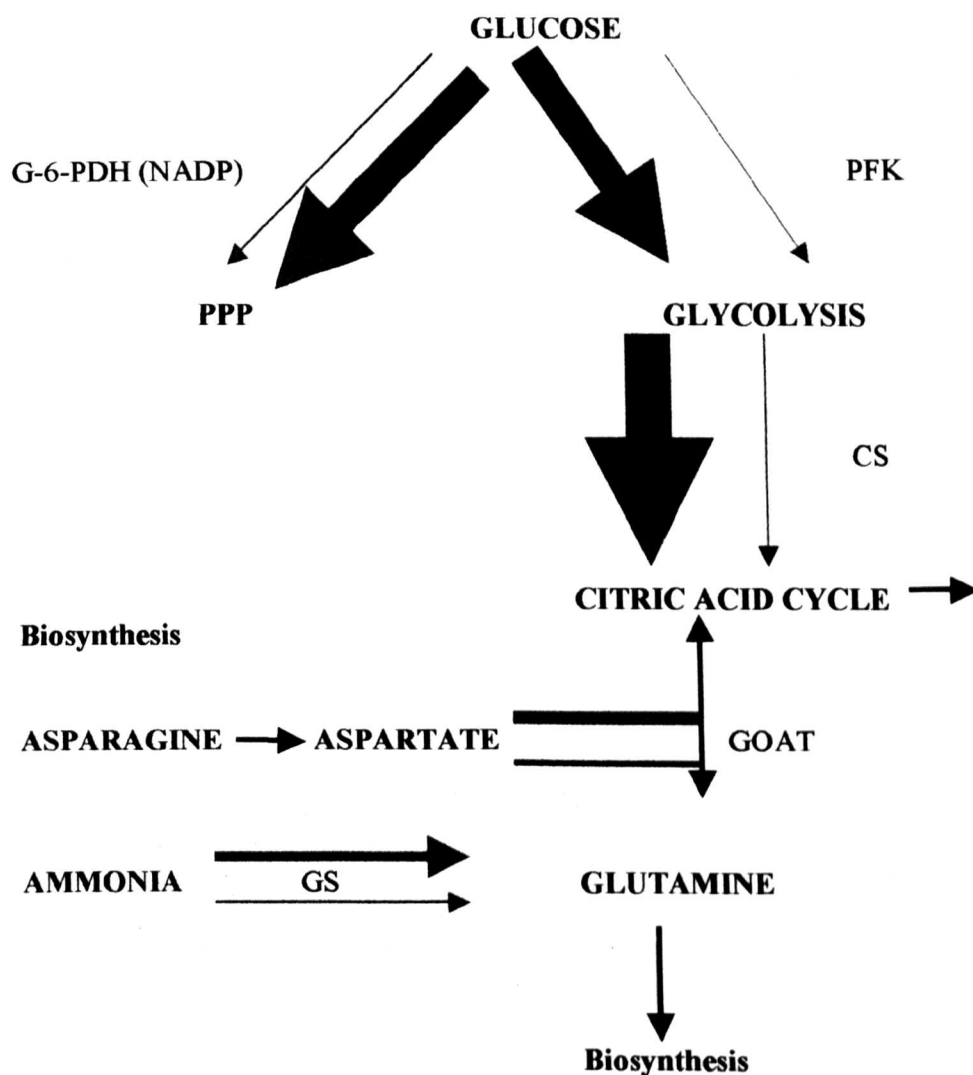 GLUCOSE
G-6-PDH (NADP)
PFK
PPP
GLYCOLYSIS
CS
CITRIC ACID CYCLE
Biosynthesis
ASPARAGINE
ASPARTATE
GOAT
AMMONIA
GS
GLUTAMINE
Biosynthesis